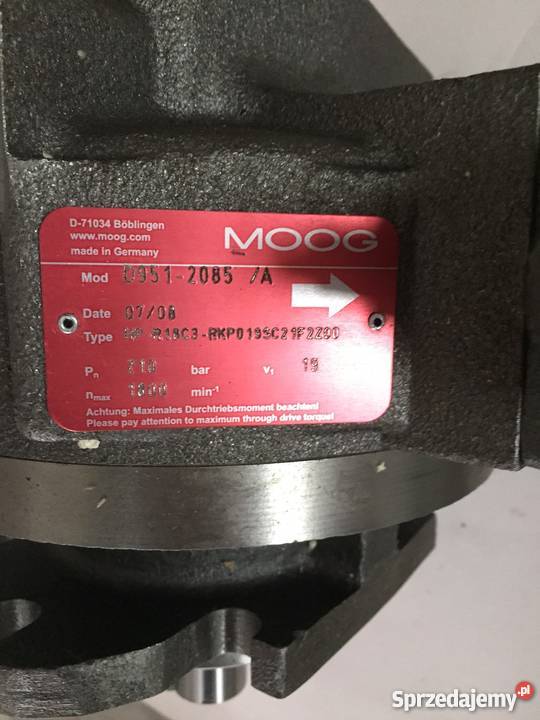 D-71034 Böblingen
www.moog.com
made in Germany
MOOG
Mod D951-2085 /A
Date 07/08
Type
Pn bar V1 19
nmax 1800 min-1
Achtung: Maximales Durchtriebsmoment beachten!
Please pay attention to maximum through drive torque!
Sprzedajemy.pl